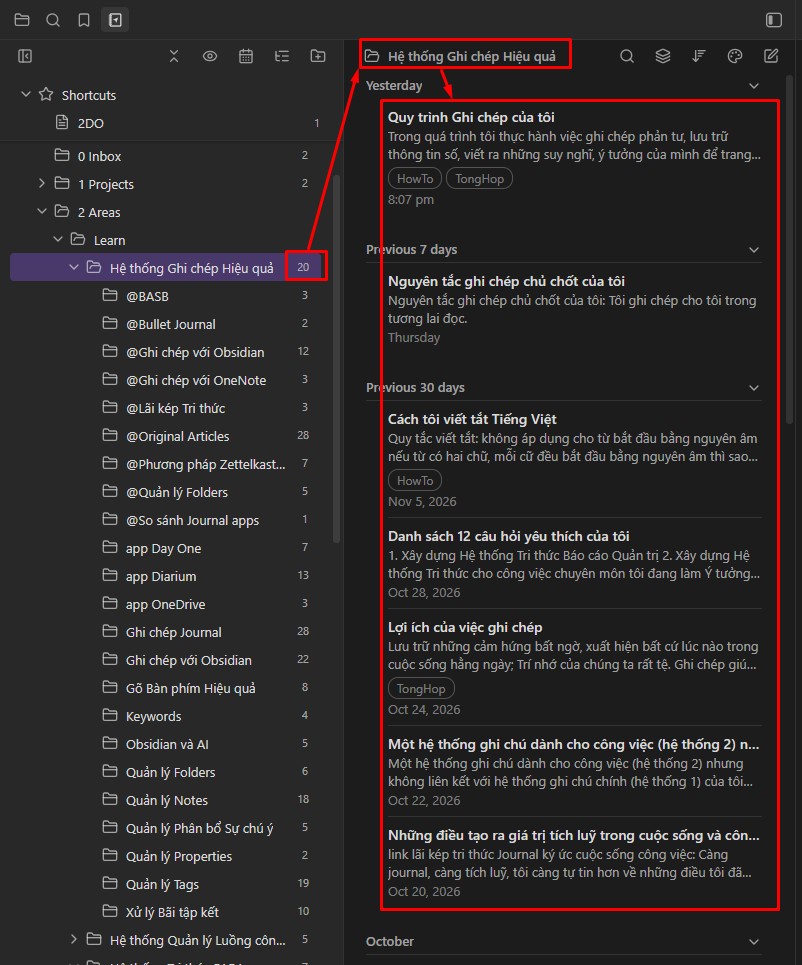 Shortcuts
2DO 1
0 Inbox 2
1 Projects 2
2 Areas
Learn
Hệ thống Ghi chép Hiệu quả 20
@BASB 3
@Bullet Journal 2
@Ghi chép với Obsidian 12
@Ghi chép với OneNote 3
@Lãi kép Tri thức 3
@Original Articles 28
@Phương pháp Zettelkast... 7
@Quản lý Folders 5
@So sánh Journal apps 1
app Day One 7
app Diarium 13
app OneDrive 3
Ghi chép Journal 28
Ghi chép với Obsidian 22
Gõ Bàn phím Hiệu quả 8
Keywords 4
Obsidian và AI 5
Quản lý Folders 6
Quản lý Notes 18
Quản lý Phân bổ Sự chú ý 5
Quản lý Properties 2
Quản lý Tags 19
Xử lý Bãi tập kết 10
Hệ thống Quản lý Luồng côn... 5
Hệ thống Ghi chép Hiệu quả
Yesterday
Quy trình Ghi chép của tôi
Trong quá trình tôi thực hành việc ghi chép phản tư, lưu trữ
thông tin số, viết ra những suy nghĩ, ý tưởng của mình để trang...
HowTo TongHop
8:07 pm
Previous 7 days
Nguyên tắc ghi chép chủ chốt của tôi
Nguyên tắc ghi chép chủ chốt của tôi: Tôi ghi chép cho tôi trong
tương lai đọc.
Thursday
Previous 30 days
Cách tôi viết tắt Tiếng Việt
Quy tắc viết tắt: không áp dụng cho từ bắt đầu bằng nguyên âm
nếu từ có hai chữ, mỗi cữ đều bắt đầu bằng nguyên âm thì sao...
HowTo
Nov 5, 2026
Danh sách 12 câu hỏi yêu thích của tôi
1. Xây dựng Hệ thống Tri thức Báo cáo Quản trị 2. Xây dựng Hệ
thống Tri thức cho công việc chuyên môn tôi đang làm Ý tưởng...
Oct 28, 2026
Lợi ích của việc ghi chép
Lưu trữ những cảm hứng bất ngờ, xuất hiện bất cứ lúc nào trong
cuộc sống hằng ngày; Trí nhớ của chúng ta rất tệ. Ghi chép giú...
TongHop
Oct 24, 2026
Một hệ thống ghi chú dành cho công việc (hệ thống 2) n...
Một hệ thống ghi chú dành cho công việc (hệ thống 2) nhưng
không liên kết với hệ thống ghi chú chính (hệ thống 1) của tôi...
Oct 22, 2026
Những điều tạo ra giá trị tích luỹ trong cuộc sống và côn...
link lãi kép tri thức Journal ký ức cuộc sống công việc: Càng
journal, càng tích luỹ, tôi càng tự tin hơn về những điều tôi đã...
Oct 20, 2026
October